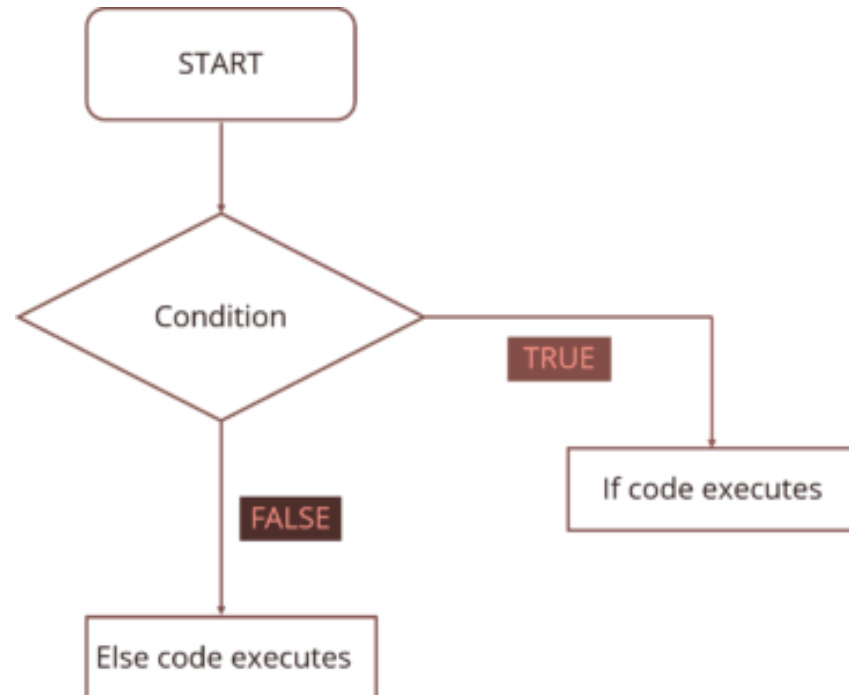 START
Condition
TRUE
If code executes
FALSE
Else code executes